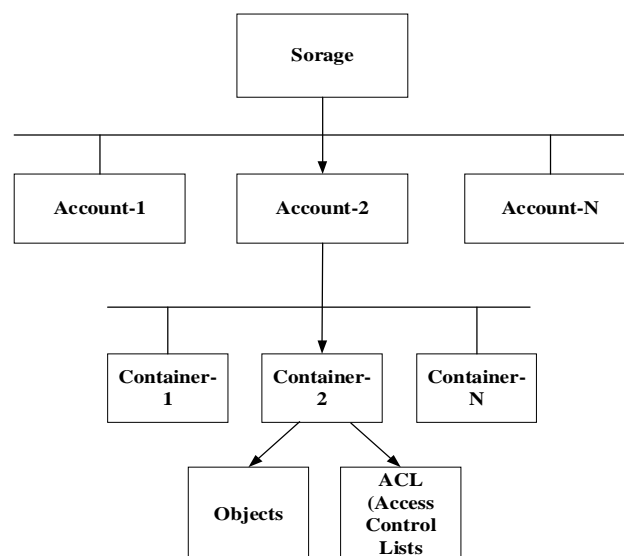 Sorage
Account-1
Account-2
Account-N
Container-
1
Container-
2
Container-
N
Objects
ACL
(Access
Control
Lists